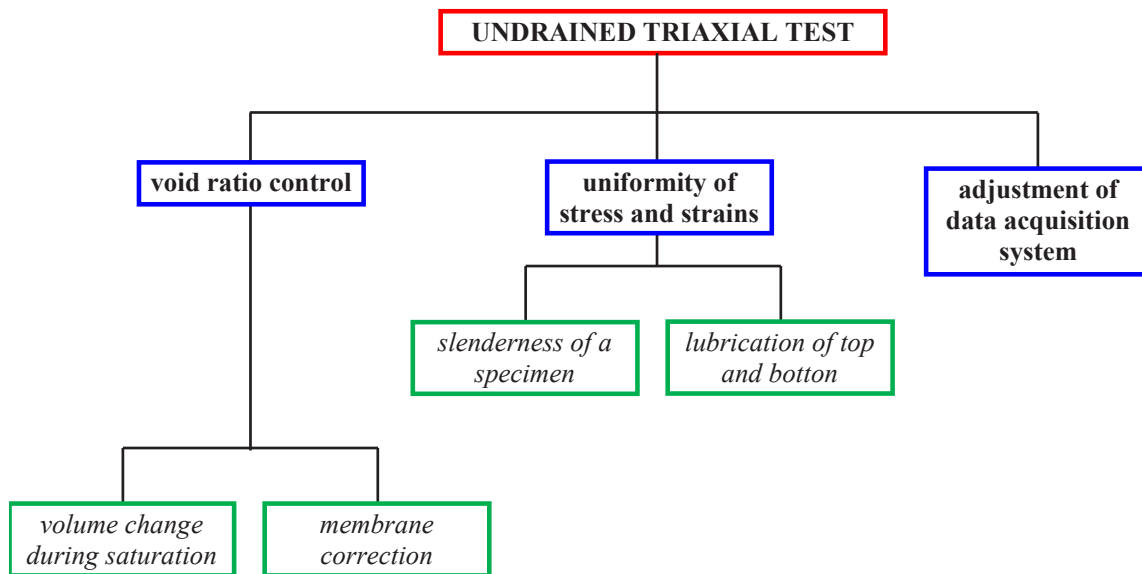 UNDRAINED TRIAXIAL TEST
void ratio control
uniformity of
stress and strains
adjustment of
data acquisition
system
slenderness of a
specimen
lubrication of top
and botton
volume change
during saturation
membrane
correction